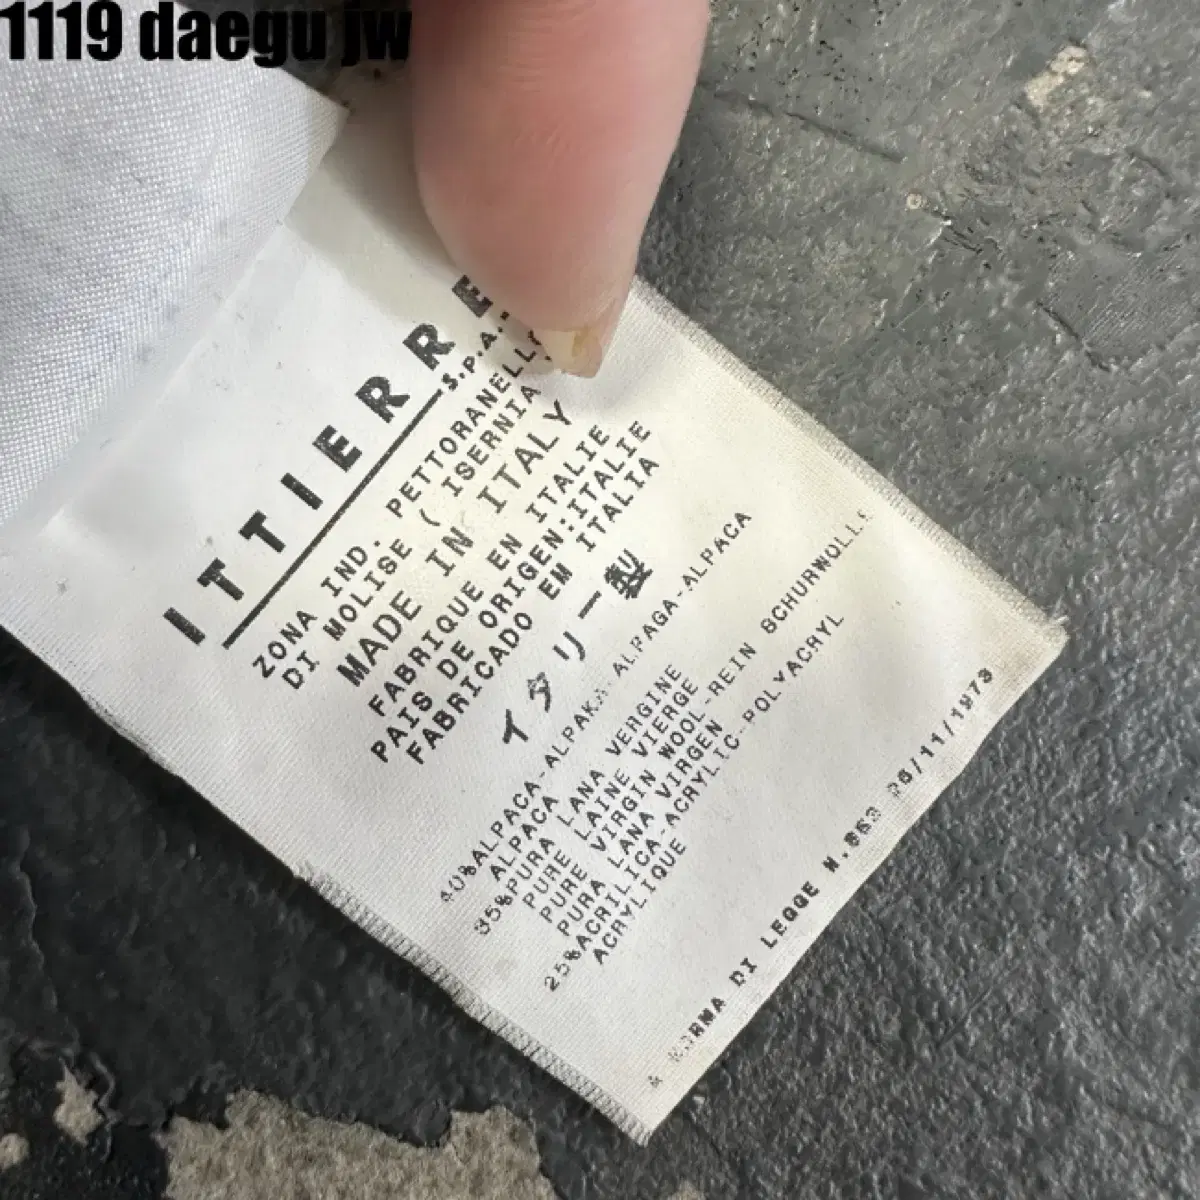 1119 daegu jw
ITTIERRE
S.P.A.
ZONA IND. PETTORANELL
DI MOLISE ( ISERNIA
MADE IN ITALY
FABRIQUE EN ITALIE
PAIS DE ORIGEN:ITALIE
FABRICADO EM ITALIA
イタリー製
40%ALPACA-ALPAKA-ALPAGA-ALPACA
ALPACA
35%PURA LANA VERGINE
PURE LAINE VIERGE
PURE VIRGIN WOOL-REIN SCHURWOLLE
PURA LANA VIRGEN
25%ACRILICA-ACRYLIC-POLYACRYL
ACRYLIQUE
A NORMA DI LEGGE N.883 26/11/1973